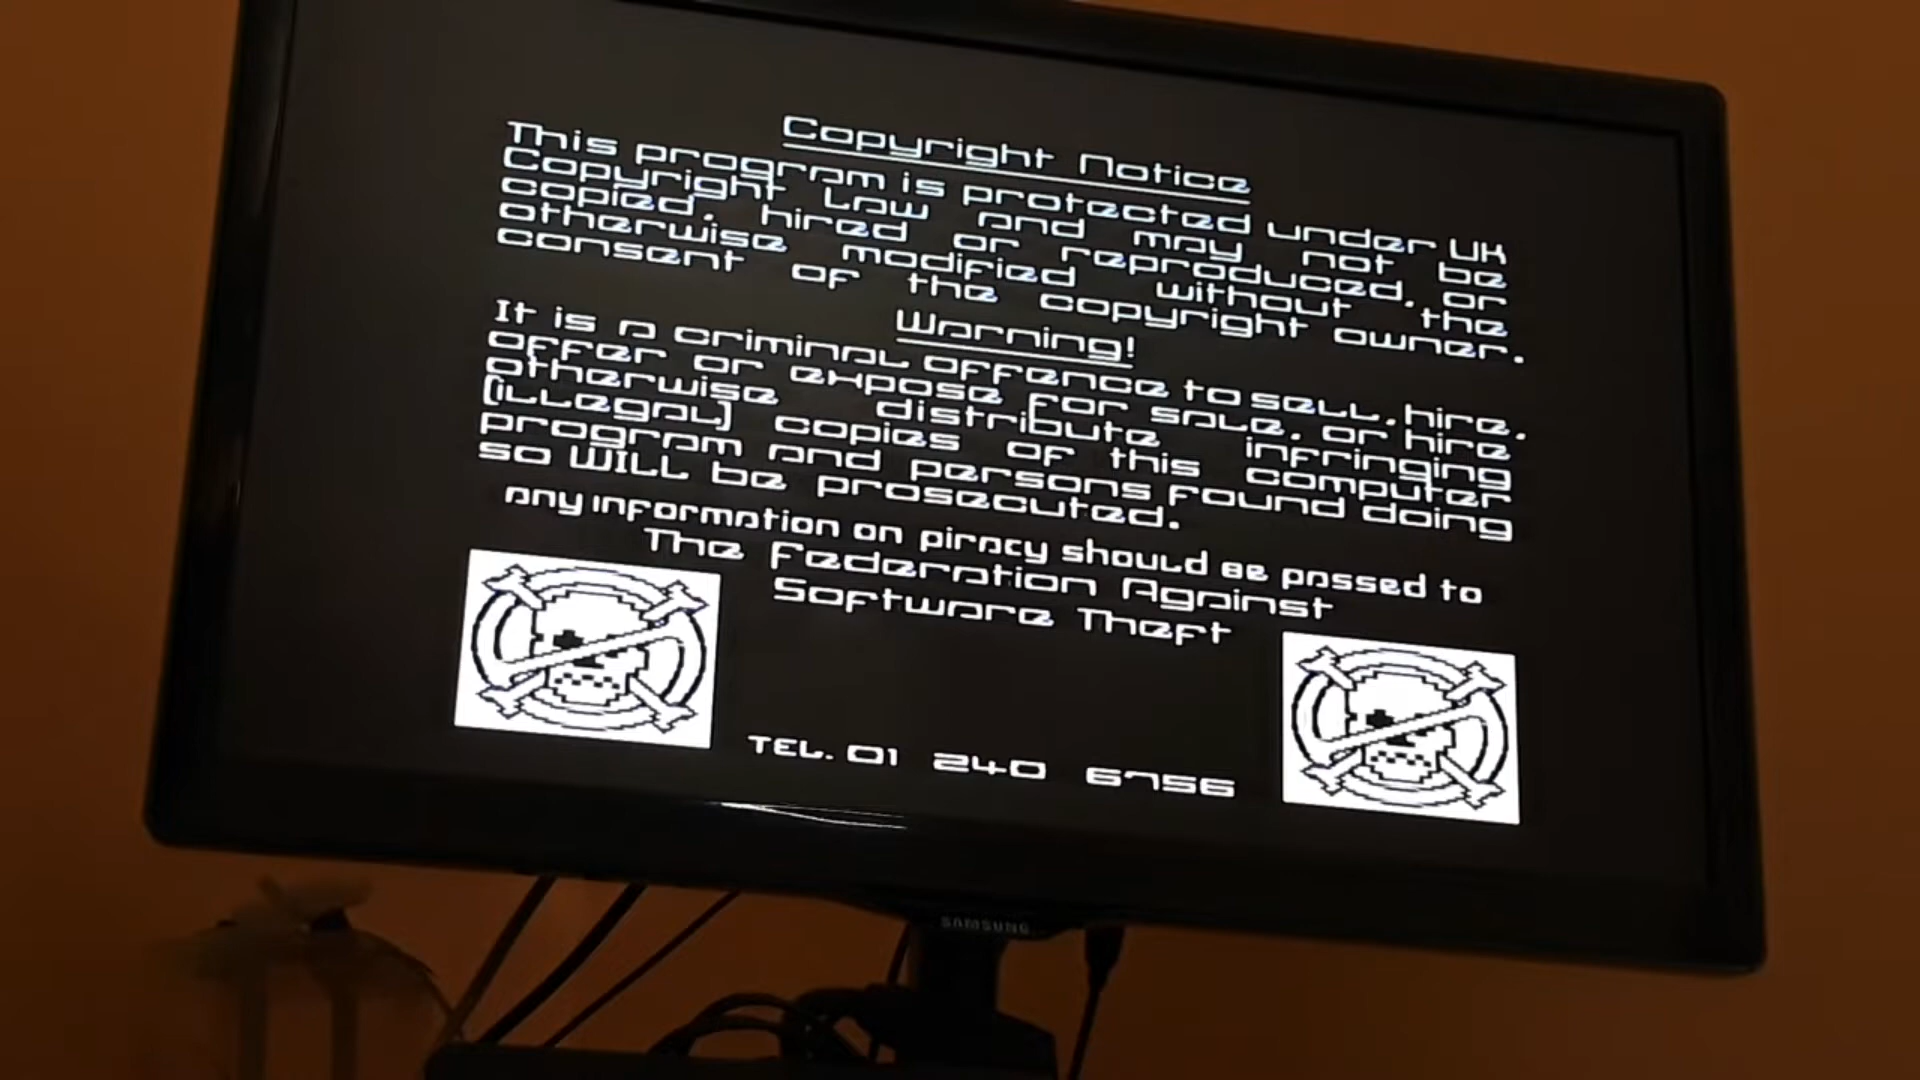 Copyright Notice
This program is protected under UK
Copyright Law and may not be
copied, hired or reproduced, or
otherwise modified without the
consent of the copyright owner.
Warning!
It is a criminal offence to sell, hire,
offer or expose for sale, or hire
otherwise distribute infringing
(illegal) copies of this computer
program and persons found doing
so WILL be prosecuted.
Any information on piracy should be passed to
The Federation Against
Software Theft
TEL. 01 240 6756
SAMSUNG